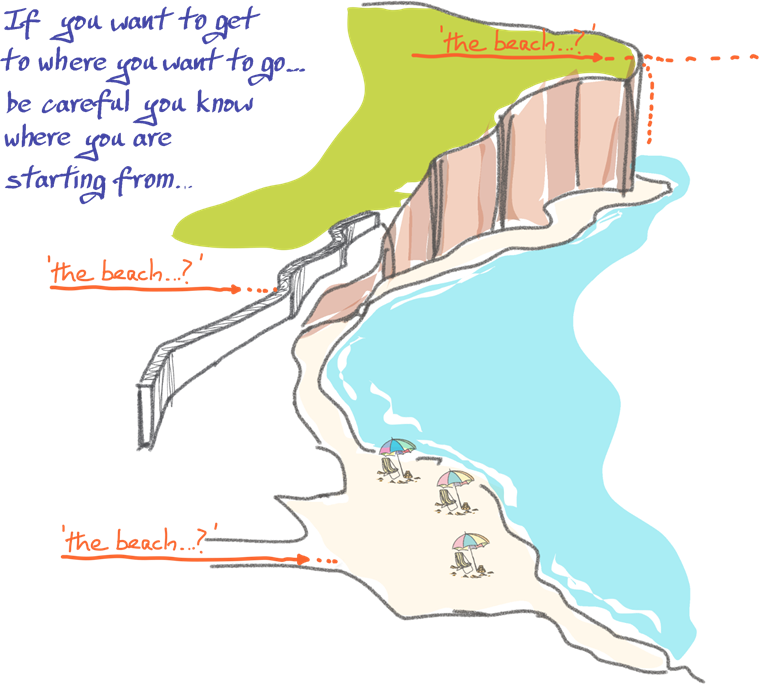 If you want to get
to where you want to go...
be careful you know
where you are
starting from...
'the beach...?'
'the beach...?'
'the beach...?'